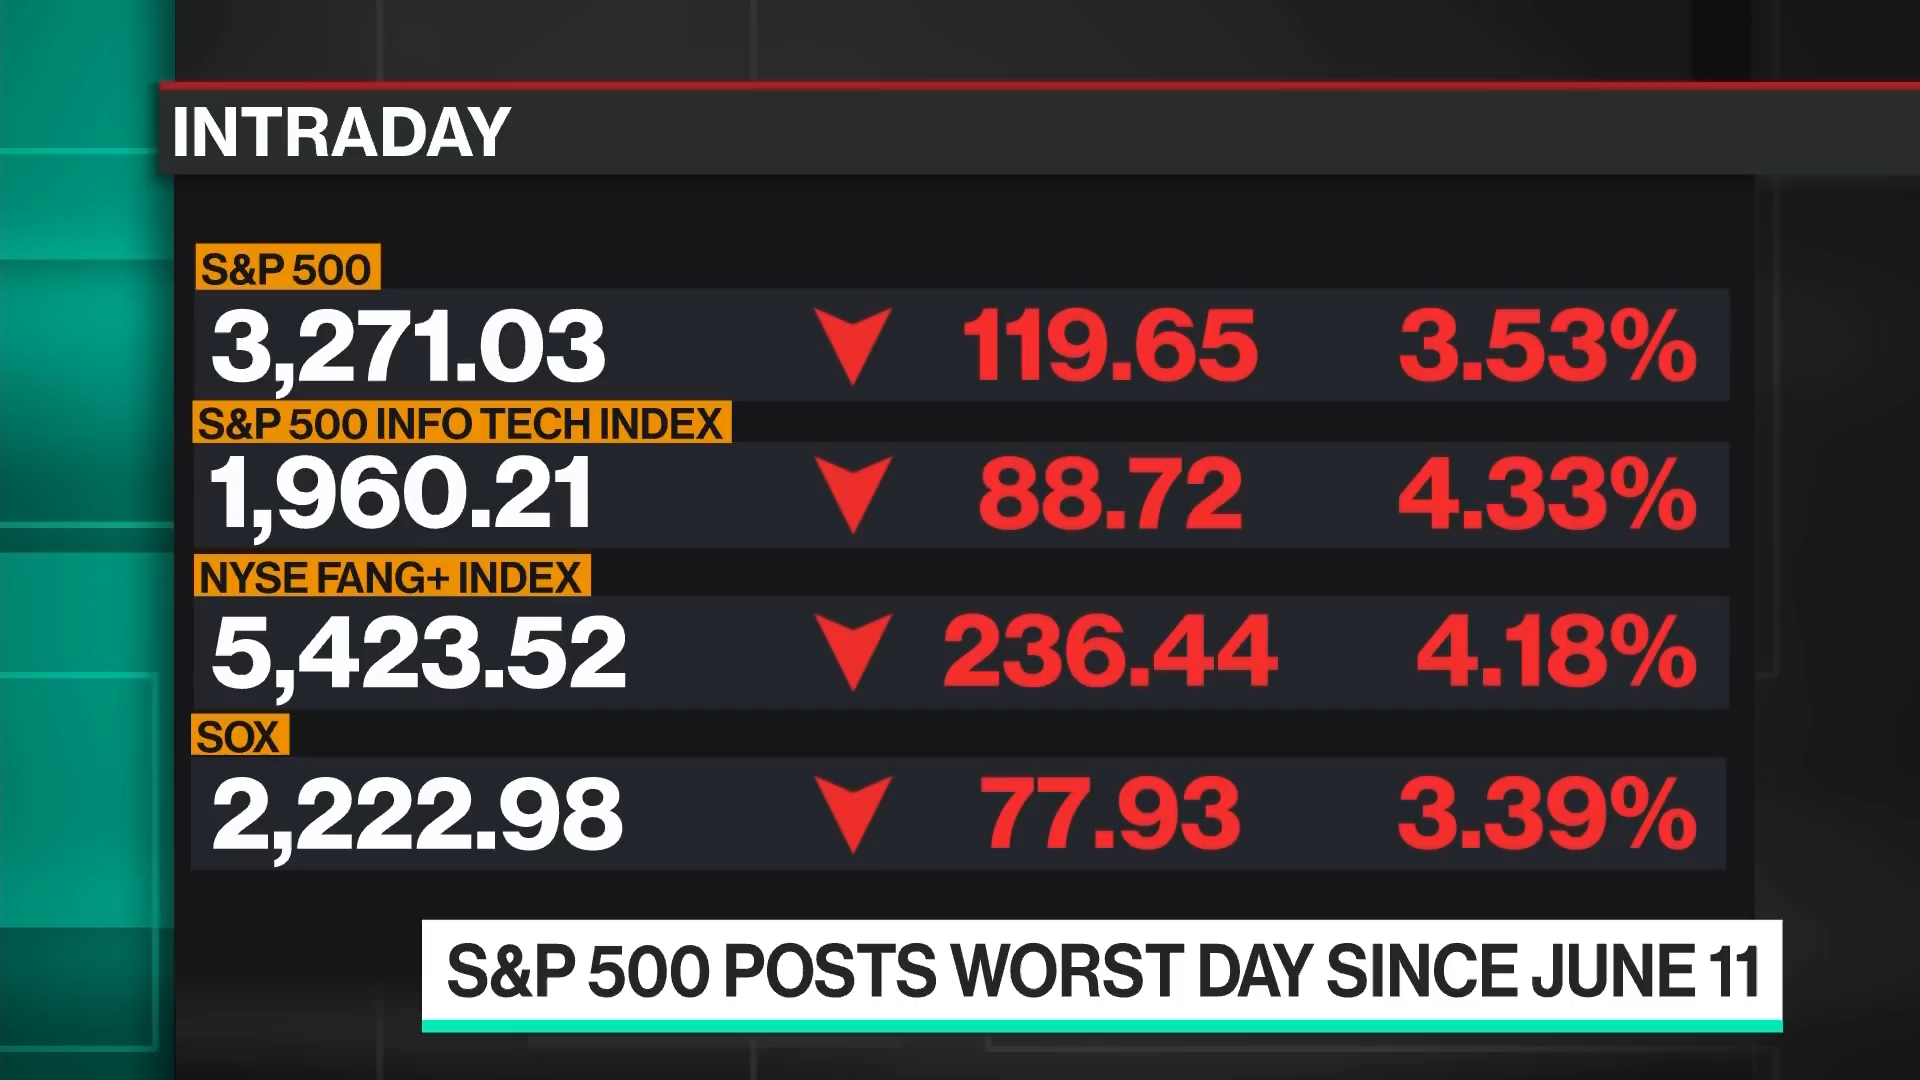 INTRADAY
S&P 500
3,271.03 119.65 3.53%
S&P 500 INFO TECH INDEX
1,960.21 88.72 4.33%
NYSE FANG+ INDEX
5,423.52 236.44 4.18%
SOX
2,222.98 77.93 3.39%
S&P 500 POSTS WORST DAY SINCE JUNE 11